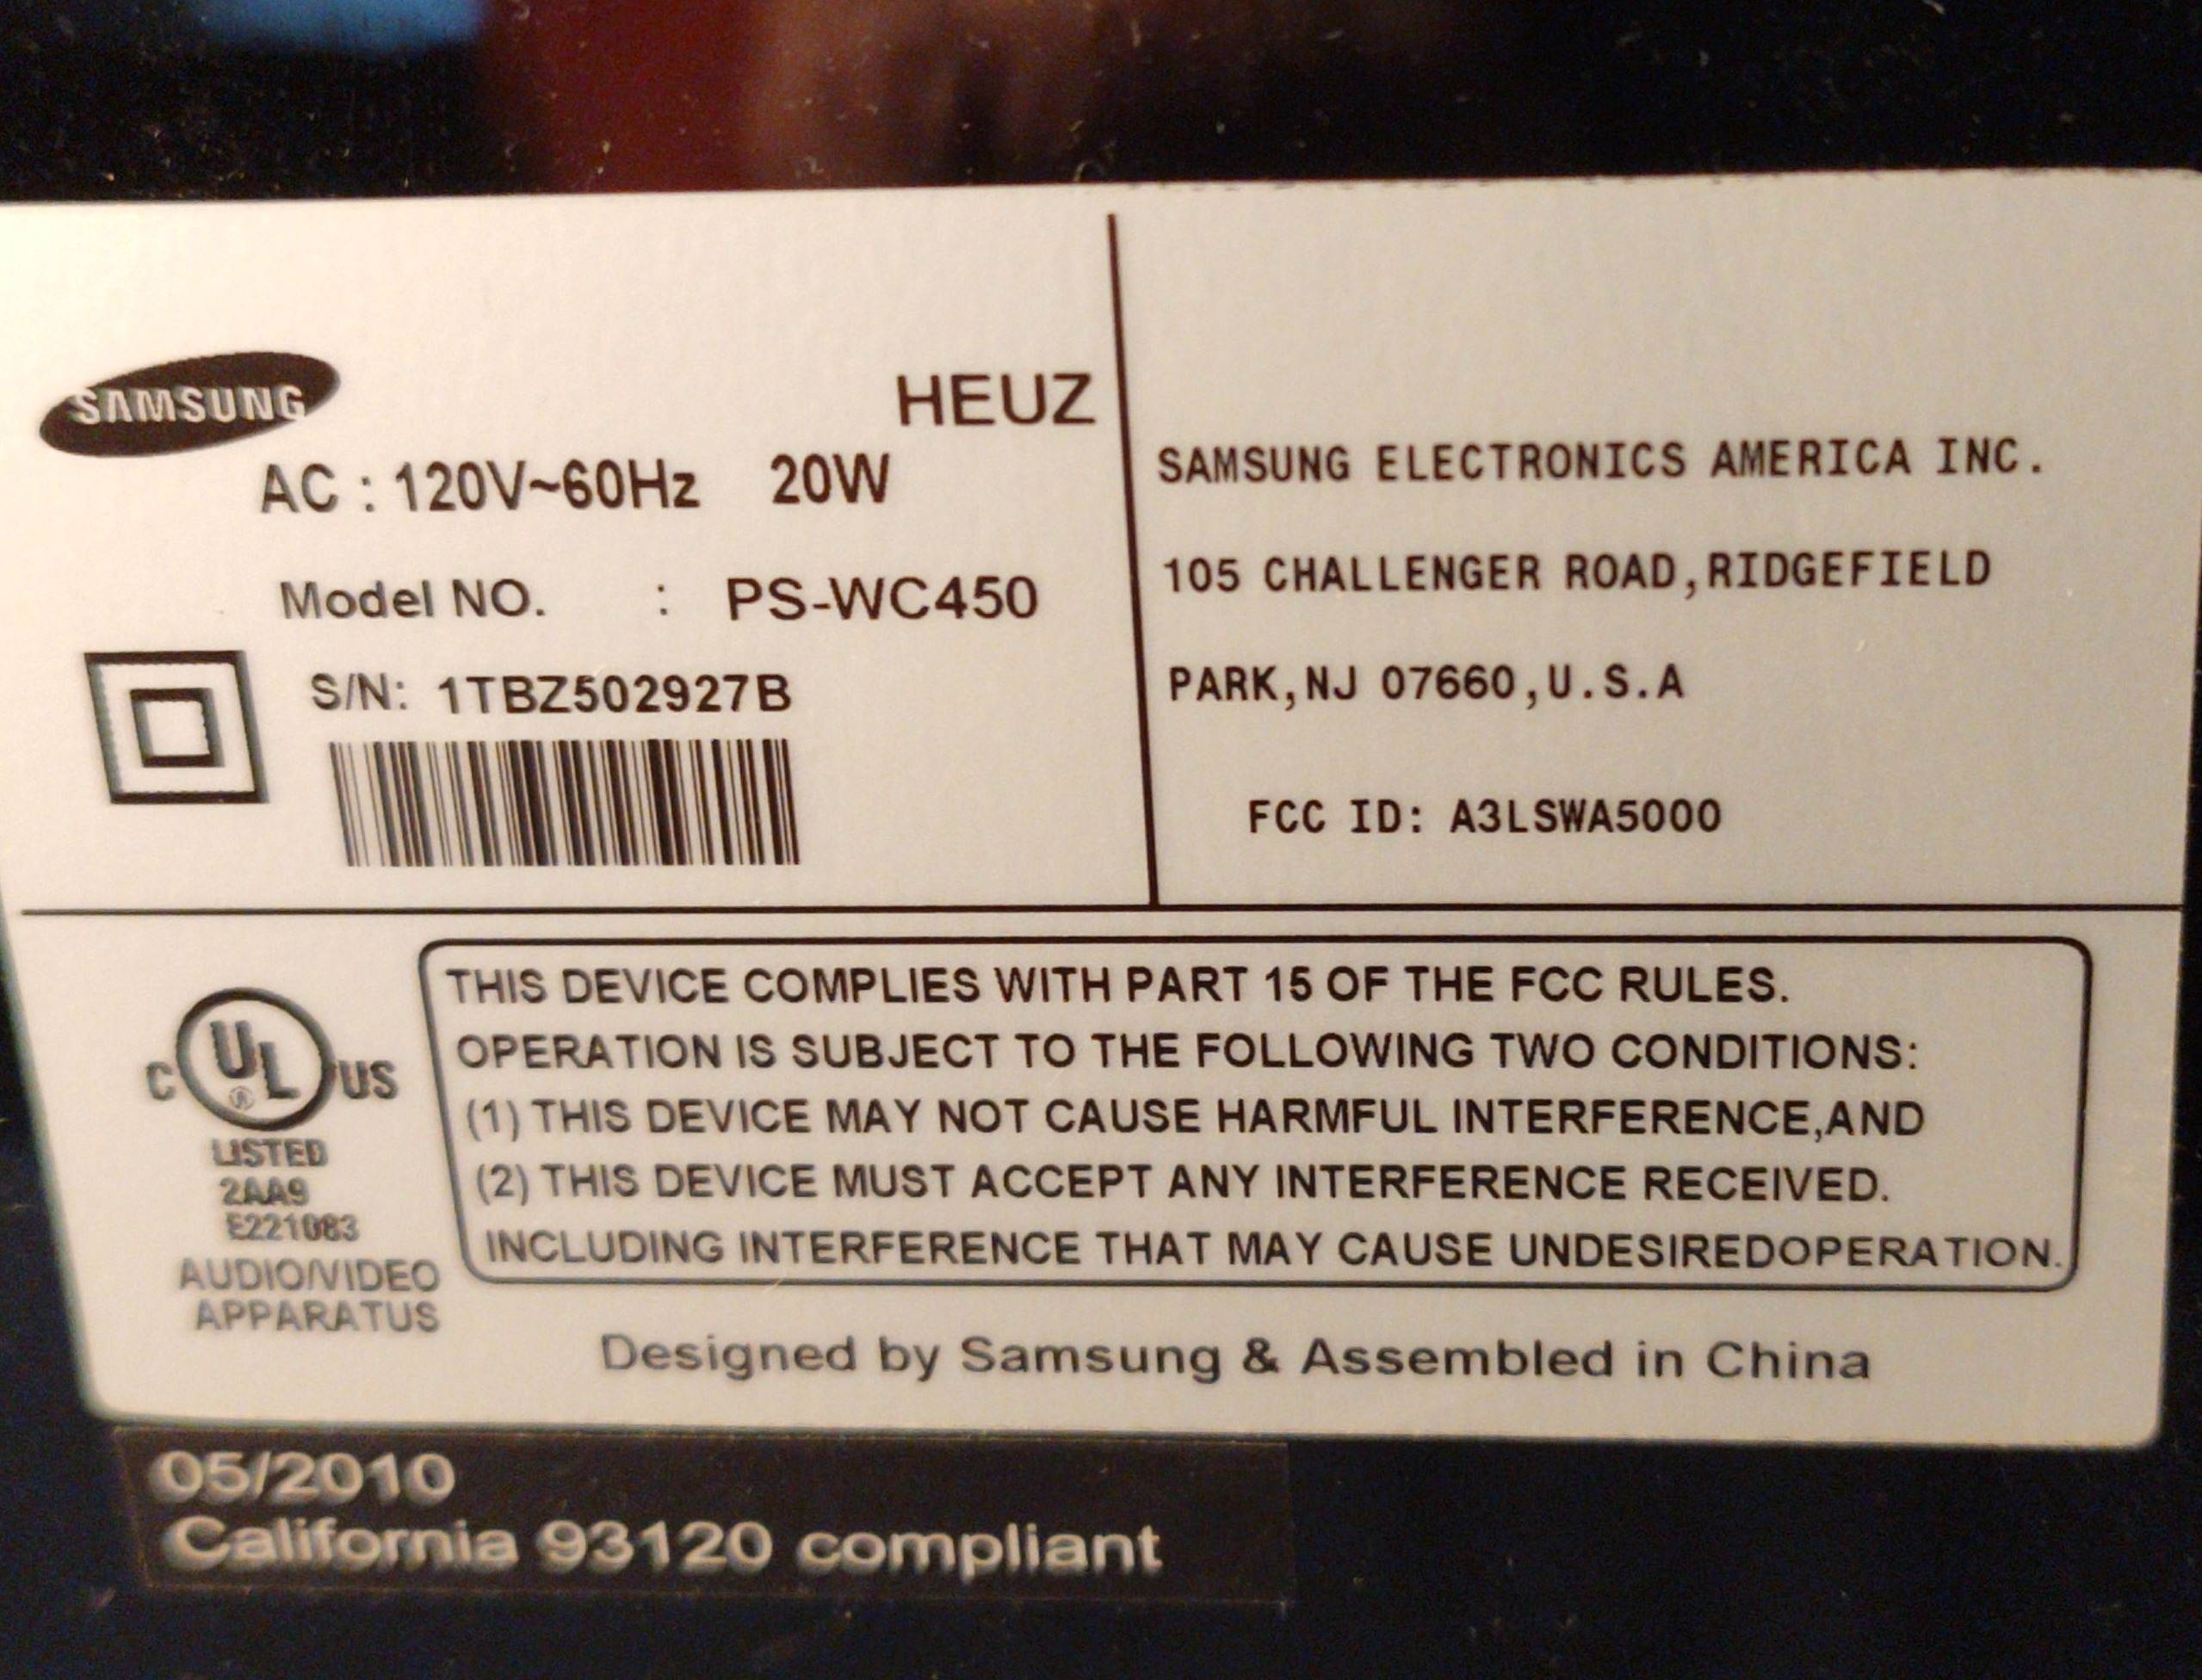 SAMSUNG
HEUZ
AC : 120V~60Hz 20W
Model NO. : PS-WC450
S/N: 1TBZ502927B
SAMSUNG ELECTRONICS AMERICA INC.
105 CHALLENGER ROAD,RIDGEFIELD
PARK,NJ 07660,U.S.A
FCC ID: A3LSWA5000
C UL ® US
LISTED
2AA9
E221083
AUDIO/VIDEO
APPARATUS
THIS DEVICE COMPLIES WITH PART 15 OF THE FCC RULES.
OPERATION IS SUBJECT TO THE FOLLOWING TWO CONDITIONS:
(1) THIS DEVICE MAY NOT CAUSE HARMFUL INTERFERENCE,AND
(2) THIS DEVICE MUST ACCEPT ANY INTERFERENCE RECEIVED.
INCLUDING INTERFERENCE THAT MAY CAUSE UNDESIREDOPERATION.
Designed by Samsung & Assembled in China
05/2010
California 93120 compliant